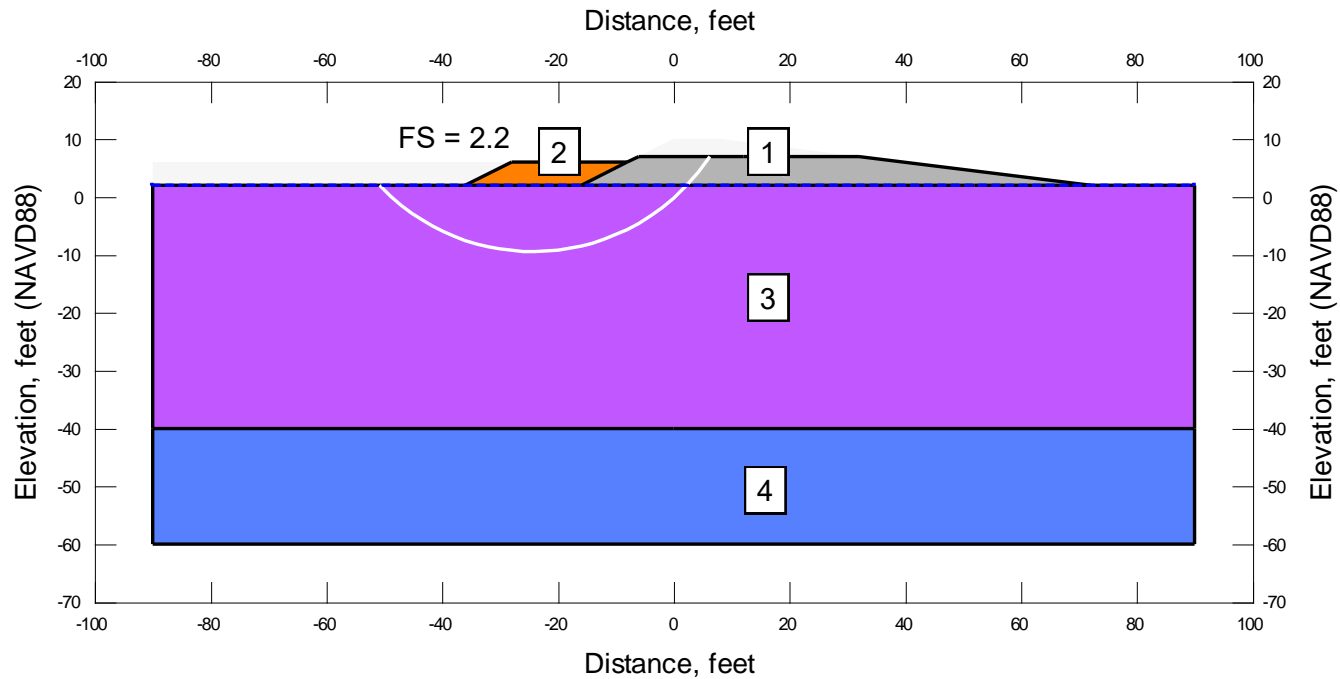 Distance, feet
-100 -80 -60 -40 -20 0 20 40 60 80 100
20 20
10 FS = 2.2 2 1 10
0 0
-10 -10
3
-20 -20
-30 -30
-40 -40
4
-50 -50
-60 -60
-70 -70
Elevation, feet (NAVD88)
Elevation, feet (NAVD88)
-100 -80 -60 -40 -20 0 20 40 60 80 100
Distance, feet